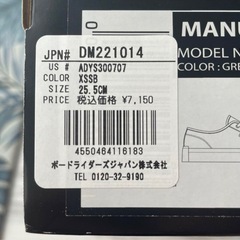 JPN# DM221014
US # ADYS300707
COLOR XSSB
SIZE 25.5CM
PRICE 税込価格 ¥7,150
ボードライダーズジャパン株式会社
TEL 0120-32-9190
4550464116183
MANU
MODEL N
COLOR : GRE